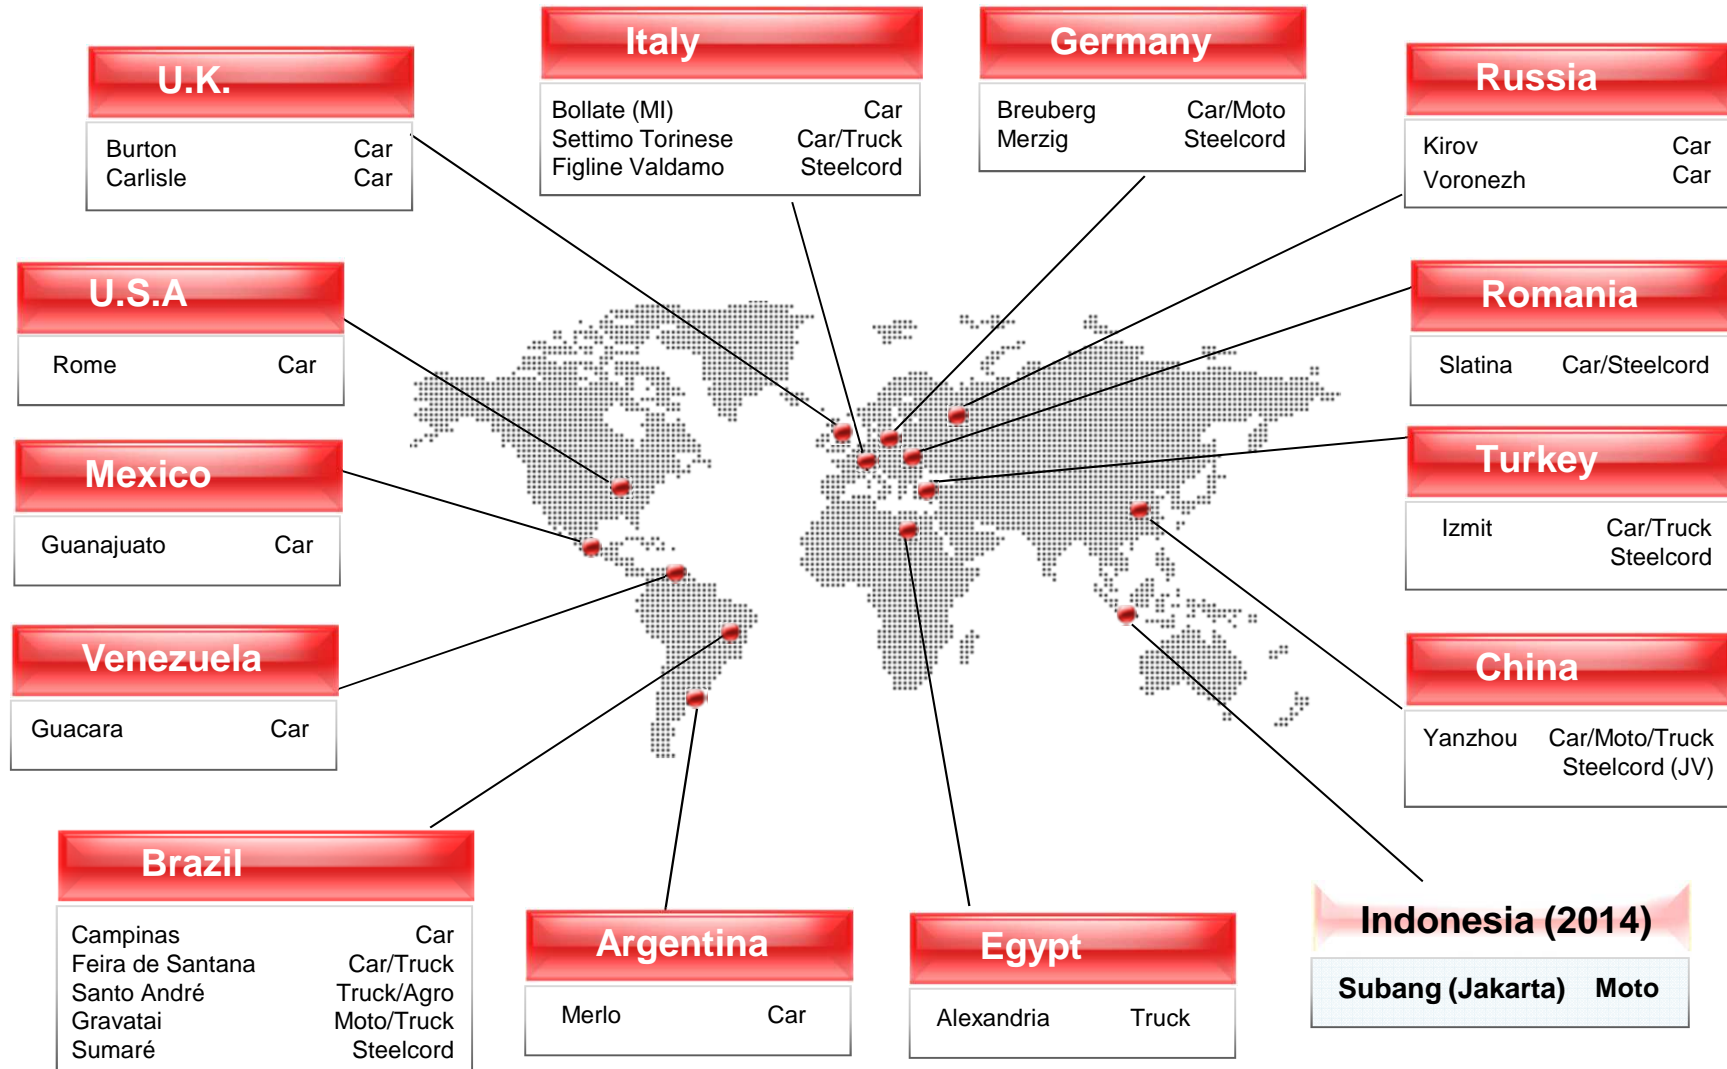 U.K.
Burton Car
Carlisle Car
Italy
Bollate (MI) Car
Settimo Torinese Car/Truck
Figline Valdamo Steelcord
Germany
Breuberg Car/Moto
Merzig Steelcord
Russia
Kirov Car
Voronezh Car
U.S.A
Rome Car
Romania
Slatina Car/Steelcord
Mexico
Guanajuato Car
Turkey
Izmit Car/Truck
Steelcord
Venezuela
Guacara Car
China
Yanzhou Car/Moto/Truck
Steelcord (JV)
Brazil
Campinas Car
Feira de Santana Car/Truck
Santo André Truck/Agro
Gravatai Moto/Truck
Sumaré Steelcord
Argentina
Merlo Car
Egypt
Alexandria Truck
Indonesia (2014)
Subang (Jakarta) Moto